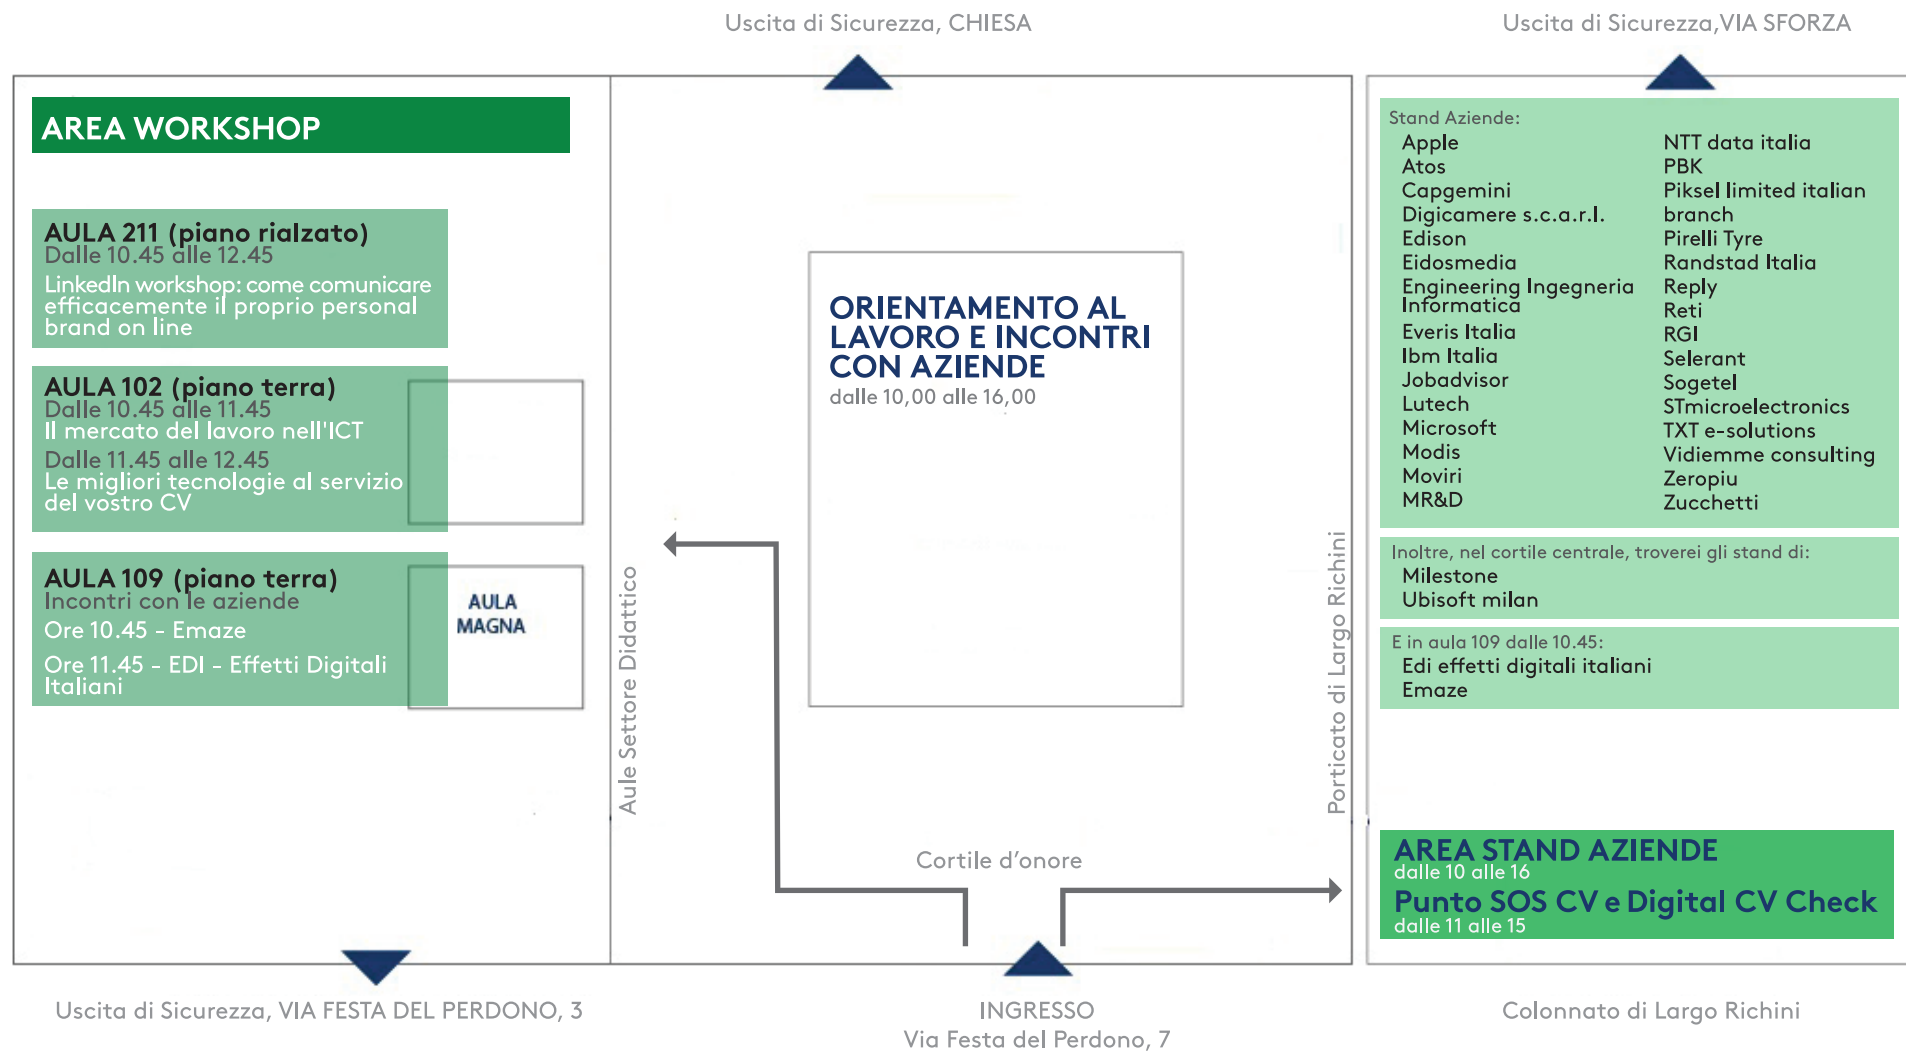 Uscita di Sicurezza, CHIESA
Uscita di Sicurezza,VIA SFORZA
AREA WORKSHOP
AULA 211 (piano rialzato)
Dalle 10.45 alle 12.45
LinkedIn workshop: come comunicare
efficacemente il proprio personal
brand on line
AULA 102 (piano terra)
Dalle 10.45 alle 11.45
Il mercato del lavoro nell'ICT
Dalle 11.45 alle 12.45
Le migliori tecnologie al servizio
del vostro CV
AULA 109 (piano terra)
Incontri con le aziende
Ore 10.45 - Emaze
Ore 11.45 - EDI - Effetti Digitali
Italiani
AULA
MAGNA
Aule Settore Didattico
ORIENTAMENTO AL
LAVORO E INCONTRI
CON AZIENDE
dalle 10,00 alle 16,00
Cortile d'onore
Porticato di Largo Richini
Stand Aziende:
Apple
Atos
Capgemini
Digicamere s.c.a.r.l.
Edison
Eidosmedia
Engineering Ingegneria
Informatica
Everis Italia
Ibm Italia
Jobadvisor
Lutech
Microsoft
Modis
Moviri
MR&D
NTT data italia
PBK
Piksel limited italian
branch
Pirelli Tyre
Randstad Italia
Reply
Reti
RGI
Selerant
Sogetel
STmicroelectronics
TXT e-solutions
Vidiemme consulting
Zeropiu
Zucchetti
Inoltre, nel cortile centrale, troverei gli stand di:
Milestone
Ubisoft milan
E in aula 109 dalle 10.45:
Edi effetti digitali italiani
Emaze
AREA STAND AZIENDE
dalle 10 alle 16
Punto SOS CV e Digital CV Check
dalle 11 alle 15
Uscita di Sicurezza, VIA FESTA DEL PERDONO, 3
INGRESSO
Via Festa del Perdono, 7
Colonnato di Largo Richini